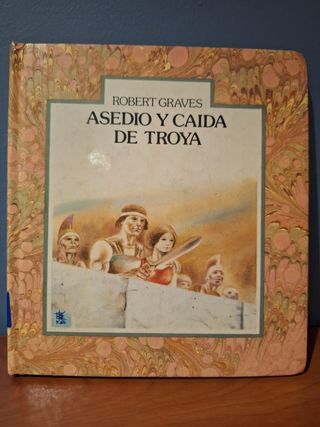 ROBERT GRAVES
ASEDIO Y CAIDA
DE TROYA